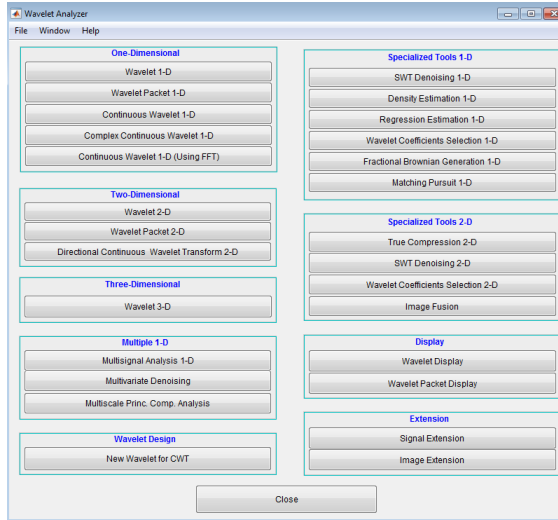 Wavelet Analyzer
File Window Help
One-Dimensional
Wavelet 1-D
Wavelet Packet 1-D
Continuous Wavelet 1-D
Complex Continuous Wavelet 1-D
Continuous Wavelet 1-D (Using FFT)
Two-Dimensional
Wavelet 2-D
Wavelet Packet 2-D
Directional Continuous Wavelet Transform 2-D
Three-Dimensional
Wavelet 3-D
Multiple 1-D
Multisignal Analysis 1-D
Multivariate Denoising
Multiscale Princ. Comp. Analysis
Wavelet Design
New Wavelet for CWT
Specialized Tools 1-D
SWT Denoising 1-D
Density Estimation 1-D
Regression Estimation 1-D
Wavelet Coefficients Selection 1-D
Fractional Brownian Generation 1-D
Matching Pursuit 1-D
Specialized Tools 2-D
True Compression 2-D
SWT Denoising 2-D
Wavelet Coefficients Selection 2-D
Image Fusion
Display
Wavelet Display
Wavelet Packet Display
Extension
Signal Extension
Image Extension
Close